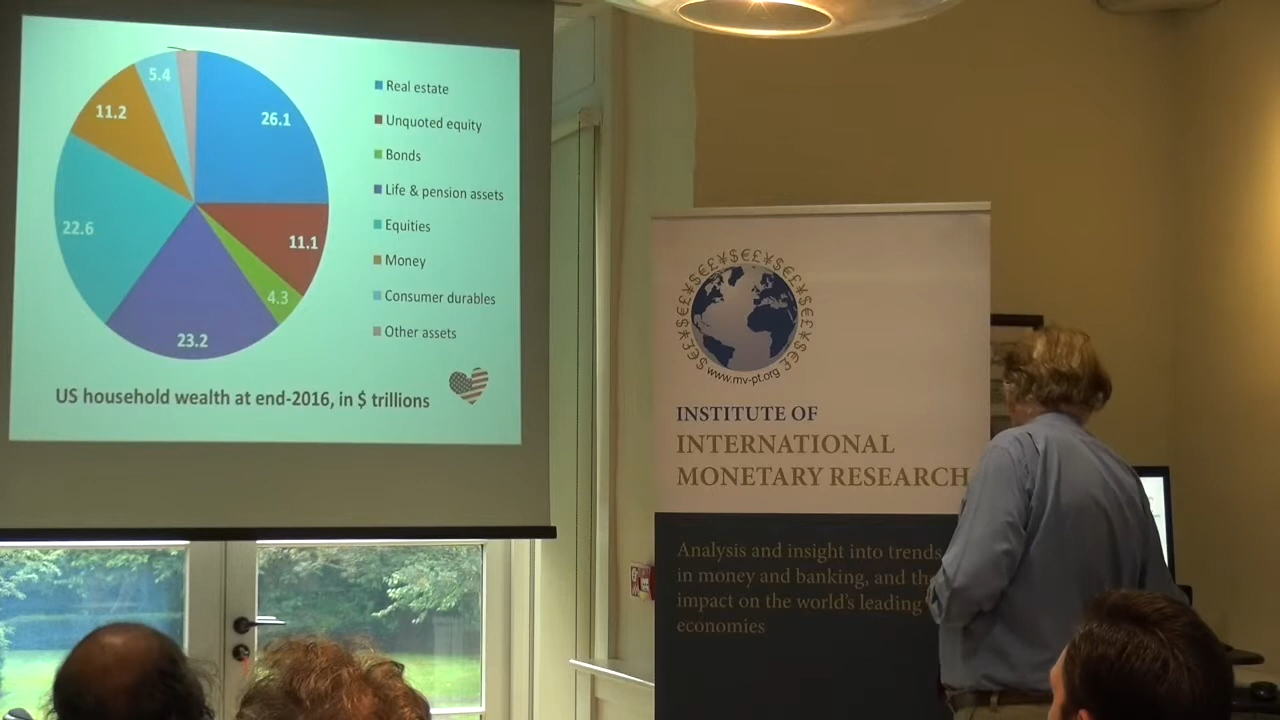 5.4
11.2
26.1
22.6
11.1
4.3
23.2
Real estate
Unquoted equity
Bonds
Life & pension assets
Equities
Money
Consumer durables
Other assets
US household wealth at end-2016, in $ trillions
www.mv-pt.org
INSTITUTE OF
INTERNATIONAL
MONETARY RESEARCH
Analysis and insight into trends
in money and banking, and
impact on the world's leading
economies